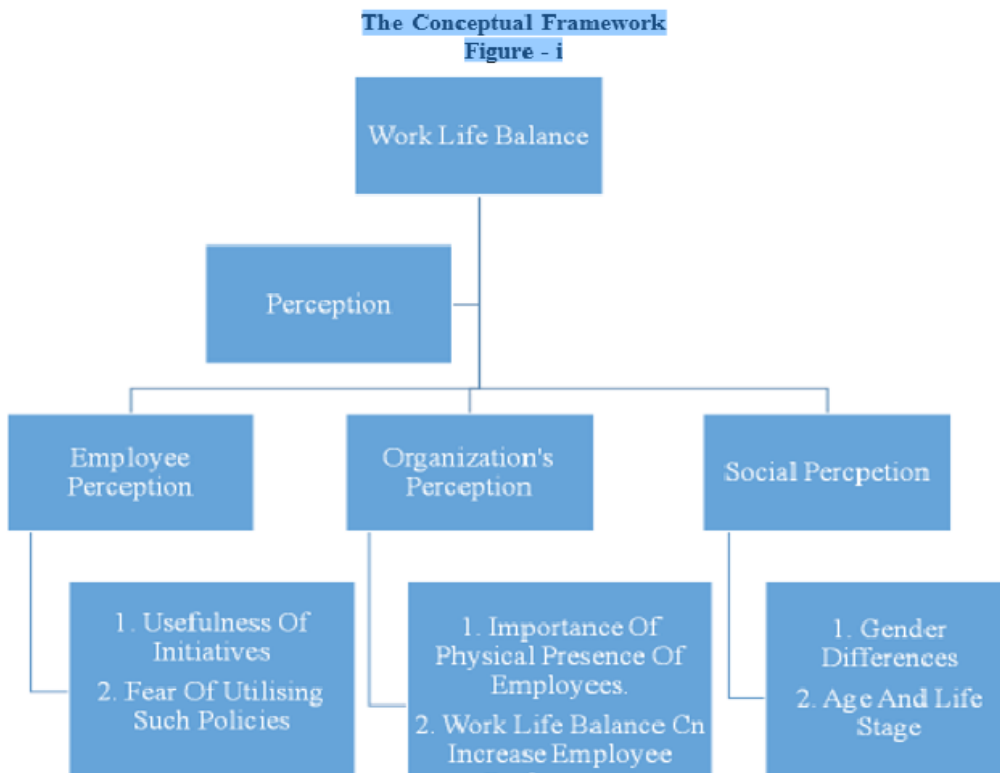 The Conceptual Framework
Figure - i
Work Life Balance
Perception
Employee
Perception
Organization's
Perception
Social Percpetion
1. Usefulness Of
Initiatives
2. Fear Of Utilising
Such Policies
1. Importance Of
Physical Presence Of
Employees.
2. Work Life Balance Cn
Increase Employee
1. Gender
Differences
2. Age And Life
Stage